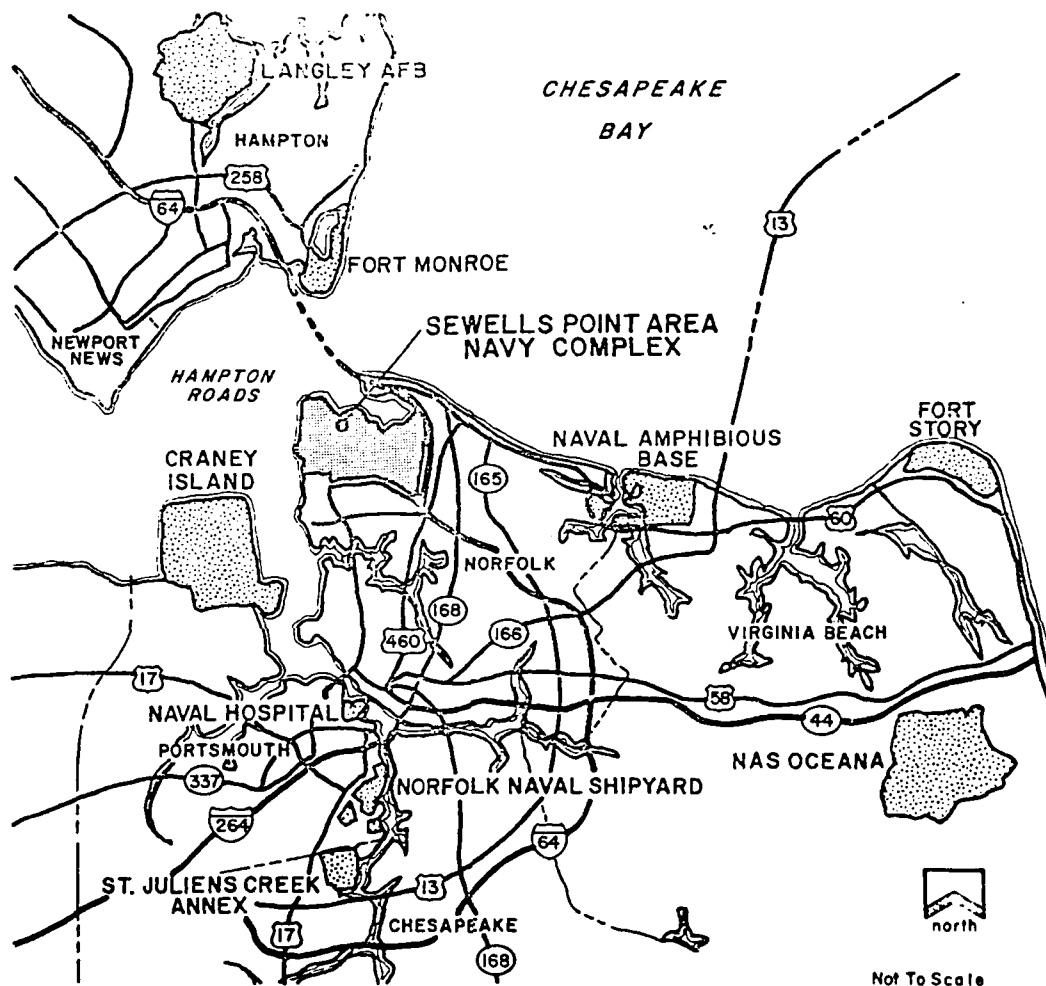 LANGLEY AFB
CHESAPEAKE
BAY
HAMPTON
258
64
13
FORT MONROE
SEWELLS POINT AREA
NAVY COMPLEX
NEWPORT
NEWS
HAMPTON
ROADS
FORT
STORY
NAVAL AMPHIBIOUS
BASE
CRANEY
ISLAND
165
60
NORFOLK
168
460
166
VIRGINIA BEACH
17
58
NAVAL HOSPITAL
44
PORTSMOUTH
NAS OCEANA
337
NORFOLK NAVAL SHIPYARD
264
64
ST. JULIENS CREEK
ANNEX
13
CHESAPEAKE
17
168
north
Not To Scale